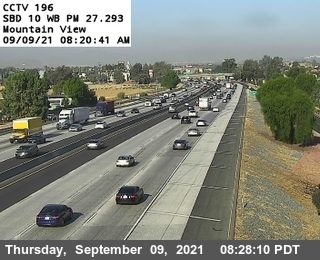 CCTV 196
SBD 10 WB PM 27.293
Mountain View
09/09/21 08:20:41 AM
Thursday, September 09, 2021 08:28:10 PDT